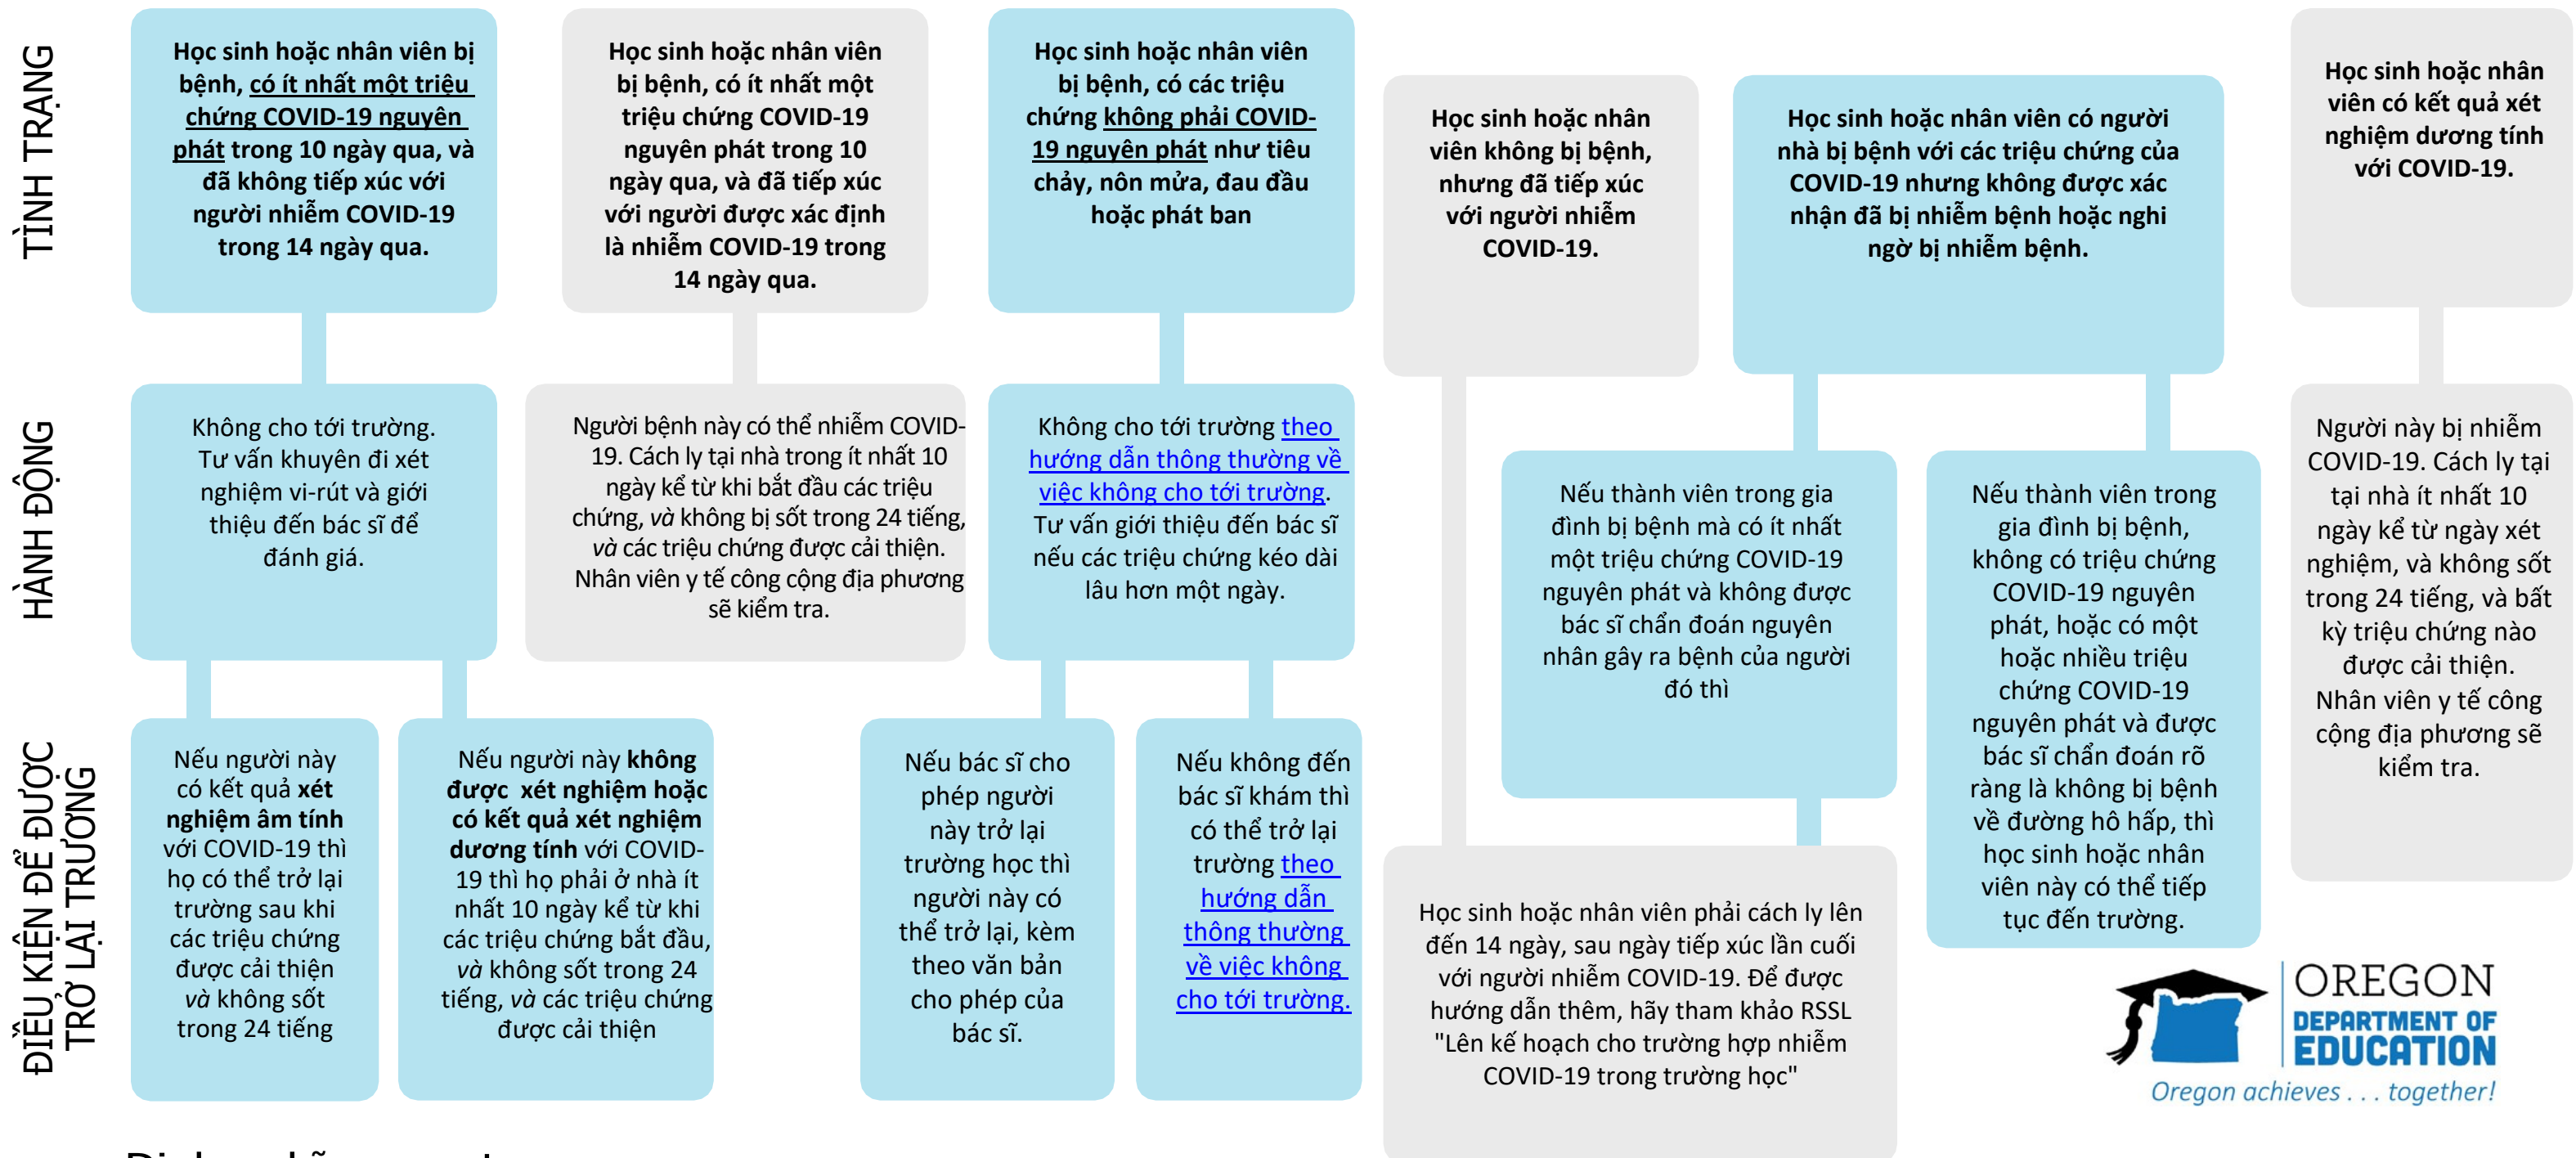 TÌNH TRẠNG
Học sinh hoặc nhân viên bị
bệnh, có ít nhất một triệu
chứng COVID-19 nguyên
phát trong 10 ngày qua, và
đã không tiếp xúc với
người nhiễm COVID-19
trong 14 ngày qua.
Học sinh hoặc nhân viên
bị bệnh, có ít nhất một
triệu chứng COVID-19
nguyên phát trong 10
ngày qua, và đã tiếp xúc
với người được xác định
là nhiễm COVID-19 trong
14 ngày qua.
Học sinh hoặc nhân viên
bị bệnh, có các triệu
chứng không phải COVID-
19 nguyên phát như tiêu
chảy, nôn mửa, đau đầu
hoặc phát ban
Học sinh hoặc nhân
viên không bị bệnh,
nhưng đã tiếp xúc
với người nhiễm
COVID-19.
Học sinh hoặc nhân viên có người
nhà bị bệnh với các triệu chứng của
COVID-19 nhưng không được xác
nhận đã bị nhiễm bệnh hoặc nghi
ngờ bị nhiễm bệnh.
Học sinh hoặc nhân
viên có kết quả xét
nghiệm dương tính
với COVID-19.
HÀNH ĐỘNG
Không cho tới trường.
Tư vấn khuyên đi xét
nghiệm vi-rút và giới
thiệu đến bác sĩ để
đánh giá.
Người bệnh này có thể nhiễm COVID-
19. Cách ly tại nhà trong ít nhất 10
ngày kể từ khi bắt đầu các triệu
chứng, và không bị sốt trong 24 tiếng,
và các triệu chứng được cải thiện.
Nhân viên y tế công cộng địa phương
sẽ kiểm tra.
Không cho tới trường theo
hướng dẫn thông thường về
việc không cho tới trường.
Tư vấn giới thiệu đến bác sĩ
nếu các triệu chứng kéo dài
lâu hơn một ngày.
Nếu thành viên trong gia
đình bị bệnh mà có ít nhất
một triệu chứng COVID-19
nguyên phát và không được
bác sĩ chẩn đoán nguyên
nhân gây ra bệnh của người
đó thì
Nếu thành viên trong
gia đình bị bệnh,
không có triệu chứng
COVID-19 nguyên
phát, hoặc có một
hoặc nhiều triệu
chứng COVID-19
nguyên phát và được
bác sĩ chẩn đoán rõ
ràng là không bị bệnh
về đường hô hấp, thì
học sinh hoặc nhân
viên này có thể tiếp
tục đến trường.
Người này bị nhiễm
COVID-19. Cách ly tại
tại nhà ít nhất 10
ngày kể từ ngày xét
nghiệm, và không sốt
trong 24 tiếng, và bất
kỳ triệu chứng nào
được cải thiện.
Nhân viên y tế công
cộng địa phương sẽ
kiểm tra.
ĐIỀU KIỆN ĐỂ ĐƯỢC
TRỞ LẠI TRƯƠNG
Nếu người này
có kết quả xét
nghiệm âm tính
với COVID-19 thì
họ có thể trở lại
trường sau khi
các triệu chứng
được cải thiện
và không sốt
trong 24 tiếng
Nếu người này không
được xét nghiệm hoặc
có kết quả xét nghiệm
dương tính với COVID-
19 thì họ phải ở nhà ít
nhất 10 ngày kể từ khi
các triệu chứng bắt đầu,
và không sốt trong 24
tiếng, và các triệu chứng
được cải thiện
Nếu bác sĩ cho
phép người
này trở lại
trường học thì
người này có
thể trở lại, kèm
theo văn bản
cho phép của
bác sĩ.
Nếu không đến
bác sĩ khám thì
có thể trở lại
trường theo
hướng dẫn
thông thường
về việc không
cho tới trường.
Học sinh hoặc nhân viên phải cách ly lên
đến 14 ngày, sau ngày tiếp xúc lần cuối
với người nhiễm COVID-19. Để được
hướng dẫn thêm, hãy tham khảo RSSL
"Lên kế hoạch cho trường hợp nhiễm
COVID-19 trong trường học"
OREGON
DEPARTMENT OF
EDUCATION
Oregon achieves . . . together!